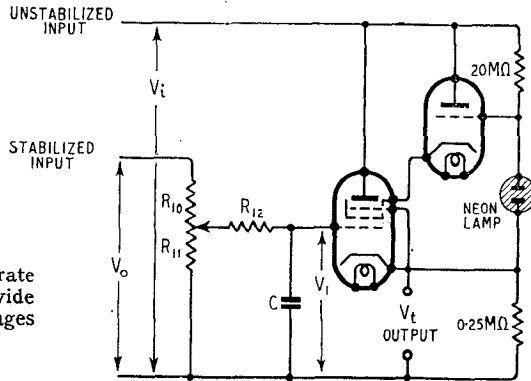 UNSTABILIZED
INPUT
Vi
20MΩ
STABILIZED
INPUT
R10
R12
R11
NEON
LAMP
Vo
C
V1
Vt
OUTPUT
0·25MΩ
rate
vide
ges